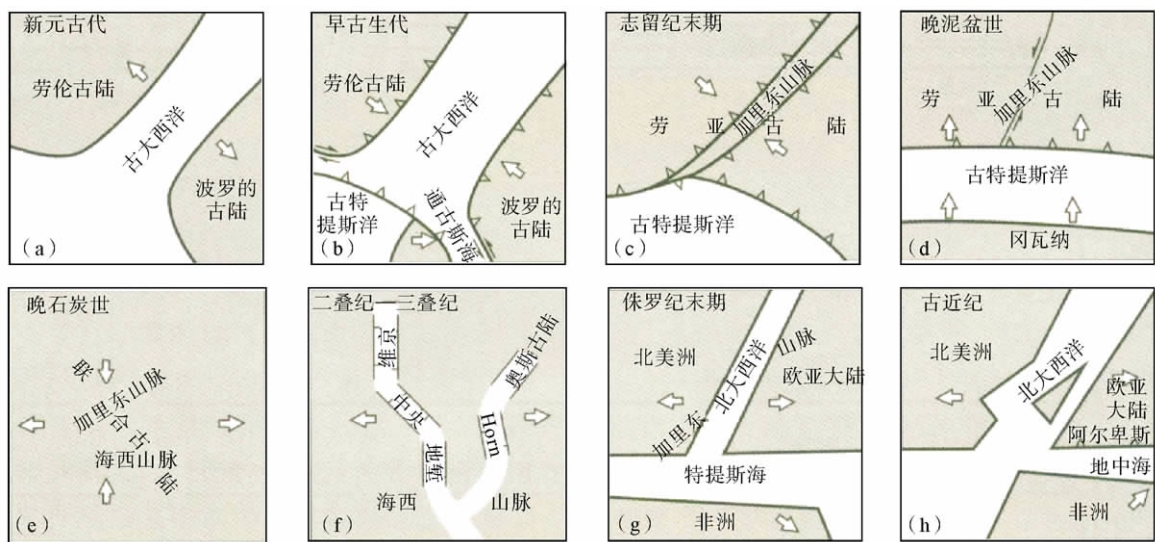 新元古代
劳伦古陆
古大西洋
波罗的
古陆
（a）
早古生代
劳伦古陆
古大西洋
古特
提斯洋
通古斯海
波罗的
古陆
（b）
志留纪末期
加里东山脉
劳亚古陆
古特提斯洋
（c）
晚泥盆世
加里东山脉
劳亚古陆
古特提斯洋
冈瓦纳
（d）
晚石炭世
联合古陆
加里东山脉
海西山脉
（e）
二叠纪—三叠纪
维京
中央
地堑
Horn
奥斯古陆
海西
山脉
（f）
侏罗纪末期
北美洲
北大西洋
山脉
欧亚大陆
加里东
特提斯海
非洲
（g）
古近纪
北美洲
北大西洋
欧亚
大陆
阿尔卑斯
地中海
非洲
（h）